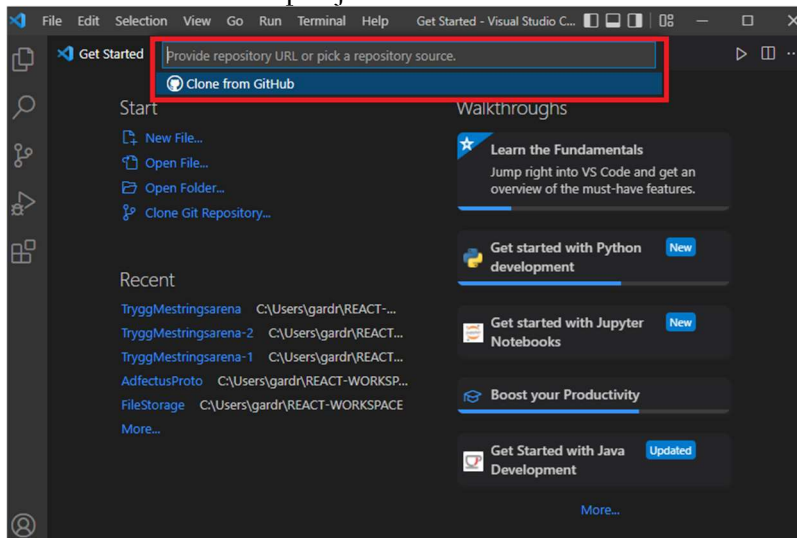 File Edit Selection View Go Run Terminal Help Get Started - Visual Studio C...
Get Started
Provide repository URL or pick a repository source.
Clone from GitHub
Start
New File...
Open File...
Open Folder...
Clone Git Repository...
Recent
TryggMestringsarena C:\Users\gardr\REACT-...
TryggMestringsarena-2 C:\Users\gardr\REACT...
TryggMestringsarena-1 C:\Users\gardr\REACT...
AdfectusProto C:\Users\gardr\REACT-WORKSP...
FileStorage C:\Users\gardr\REACT-WORKSPACE
More...
Walkthroughs
Learn the Fundamentals
Jump right into VS Code and get an
overview of the must-have features.
Get started with Python New
development
Get started with Jupyter New
Notebooks
Boost your Productivity
Get Started with Java Updated
Development
More...